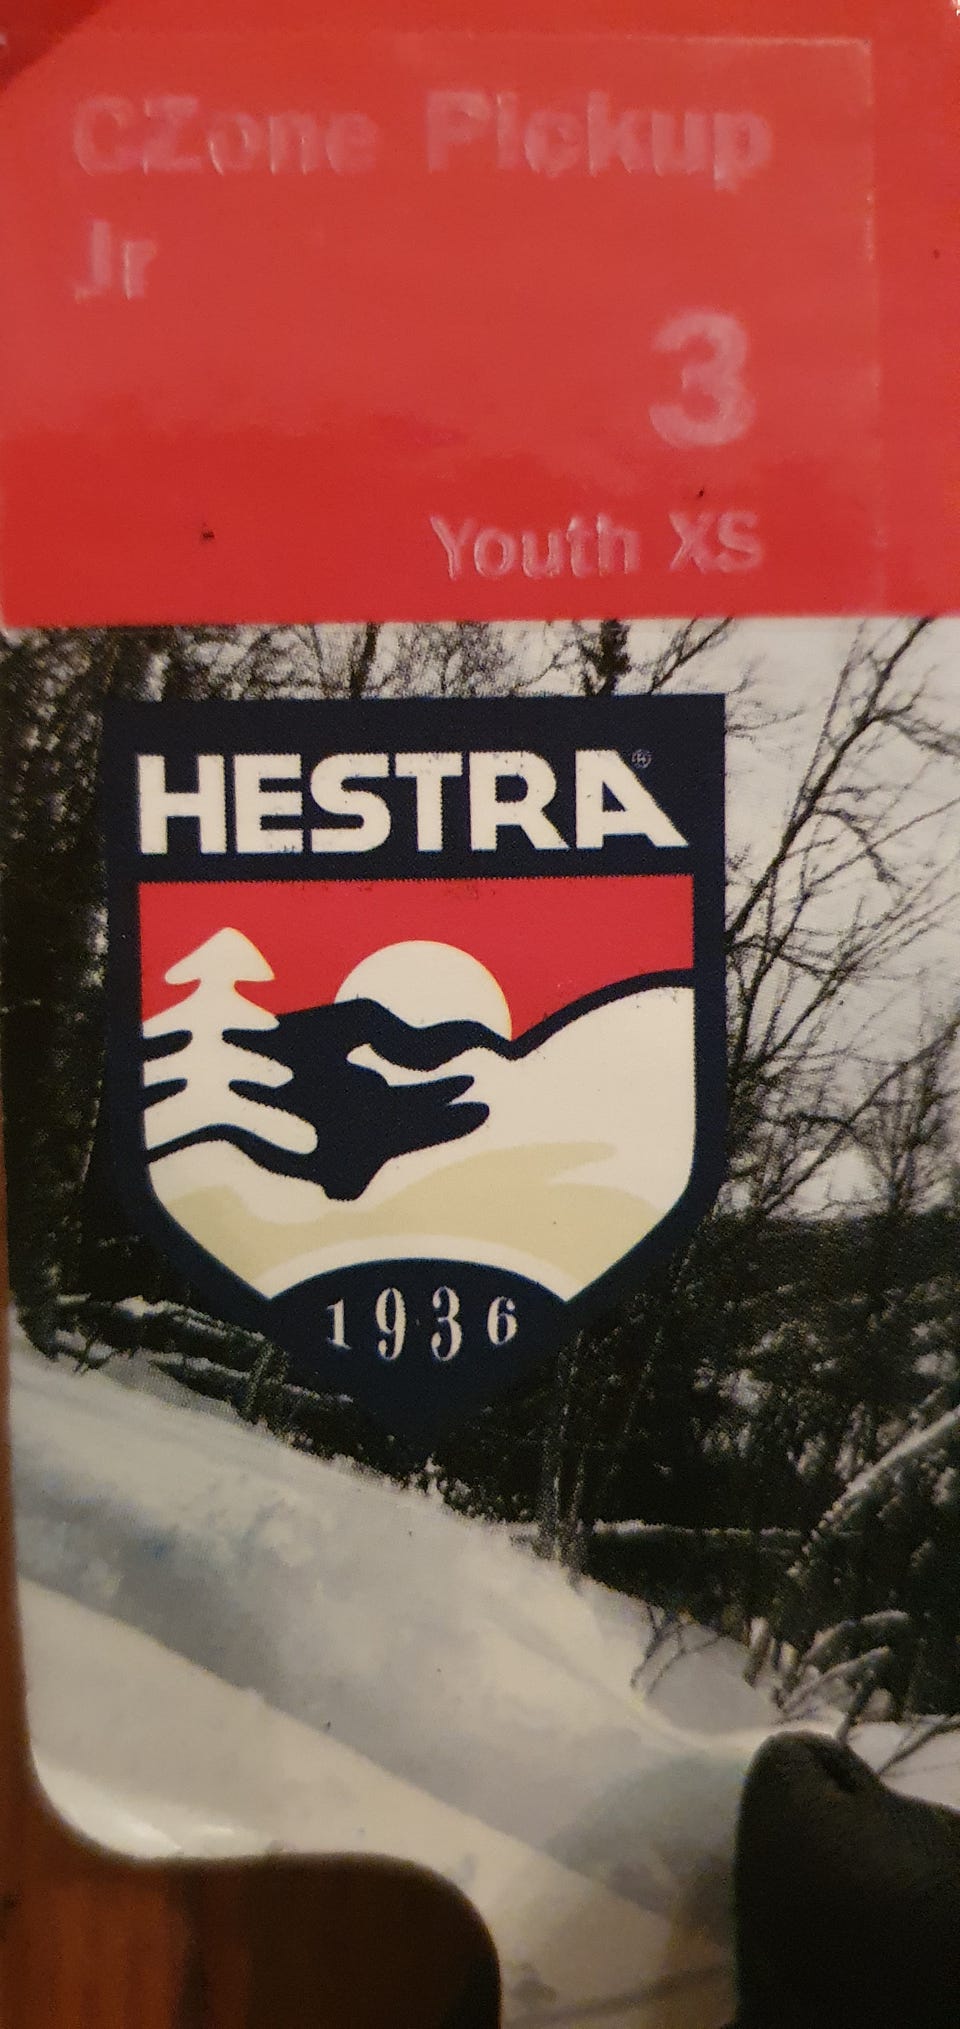 CZone Pickup
Jr
3
Youth XS
HESTRA
1936